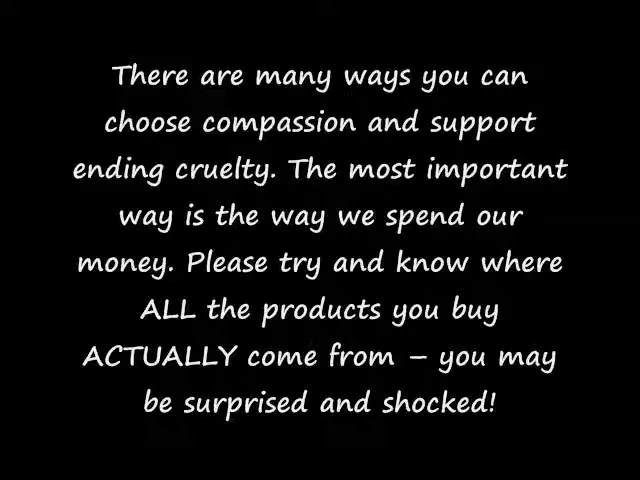 There are many ways you can
choose compassion and support
ending cruelty. The most important
way is the way we spend our
money. Please try and know where
ALL the products you buy
ACTUALLY come from – you may
be surprised and shocked!